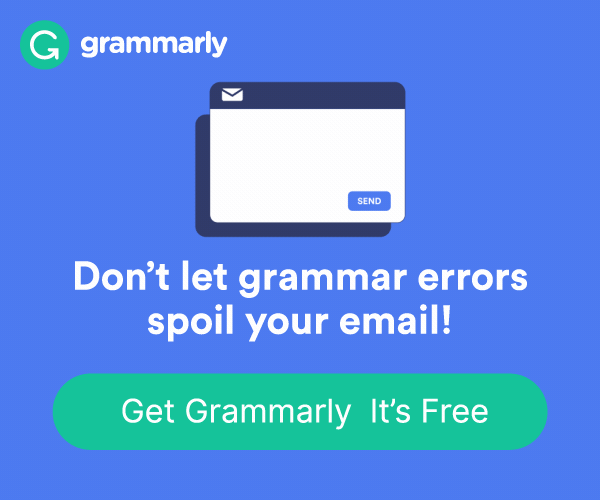 grammarly
SEND
Don’t let grammar errors
spoil your email!
Get Grammarly  It’s Free